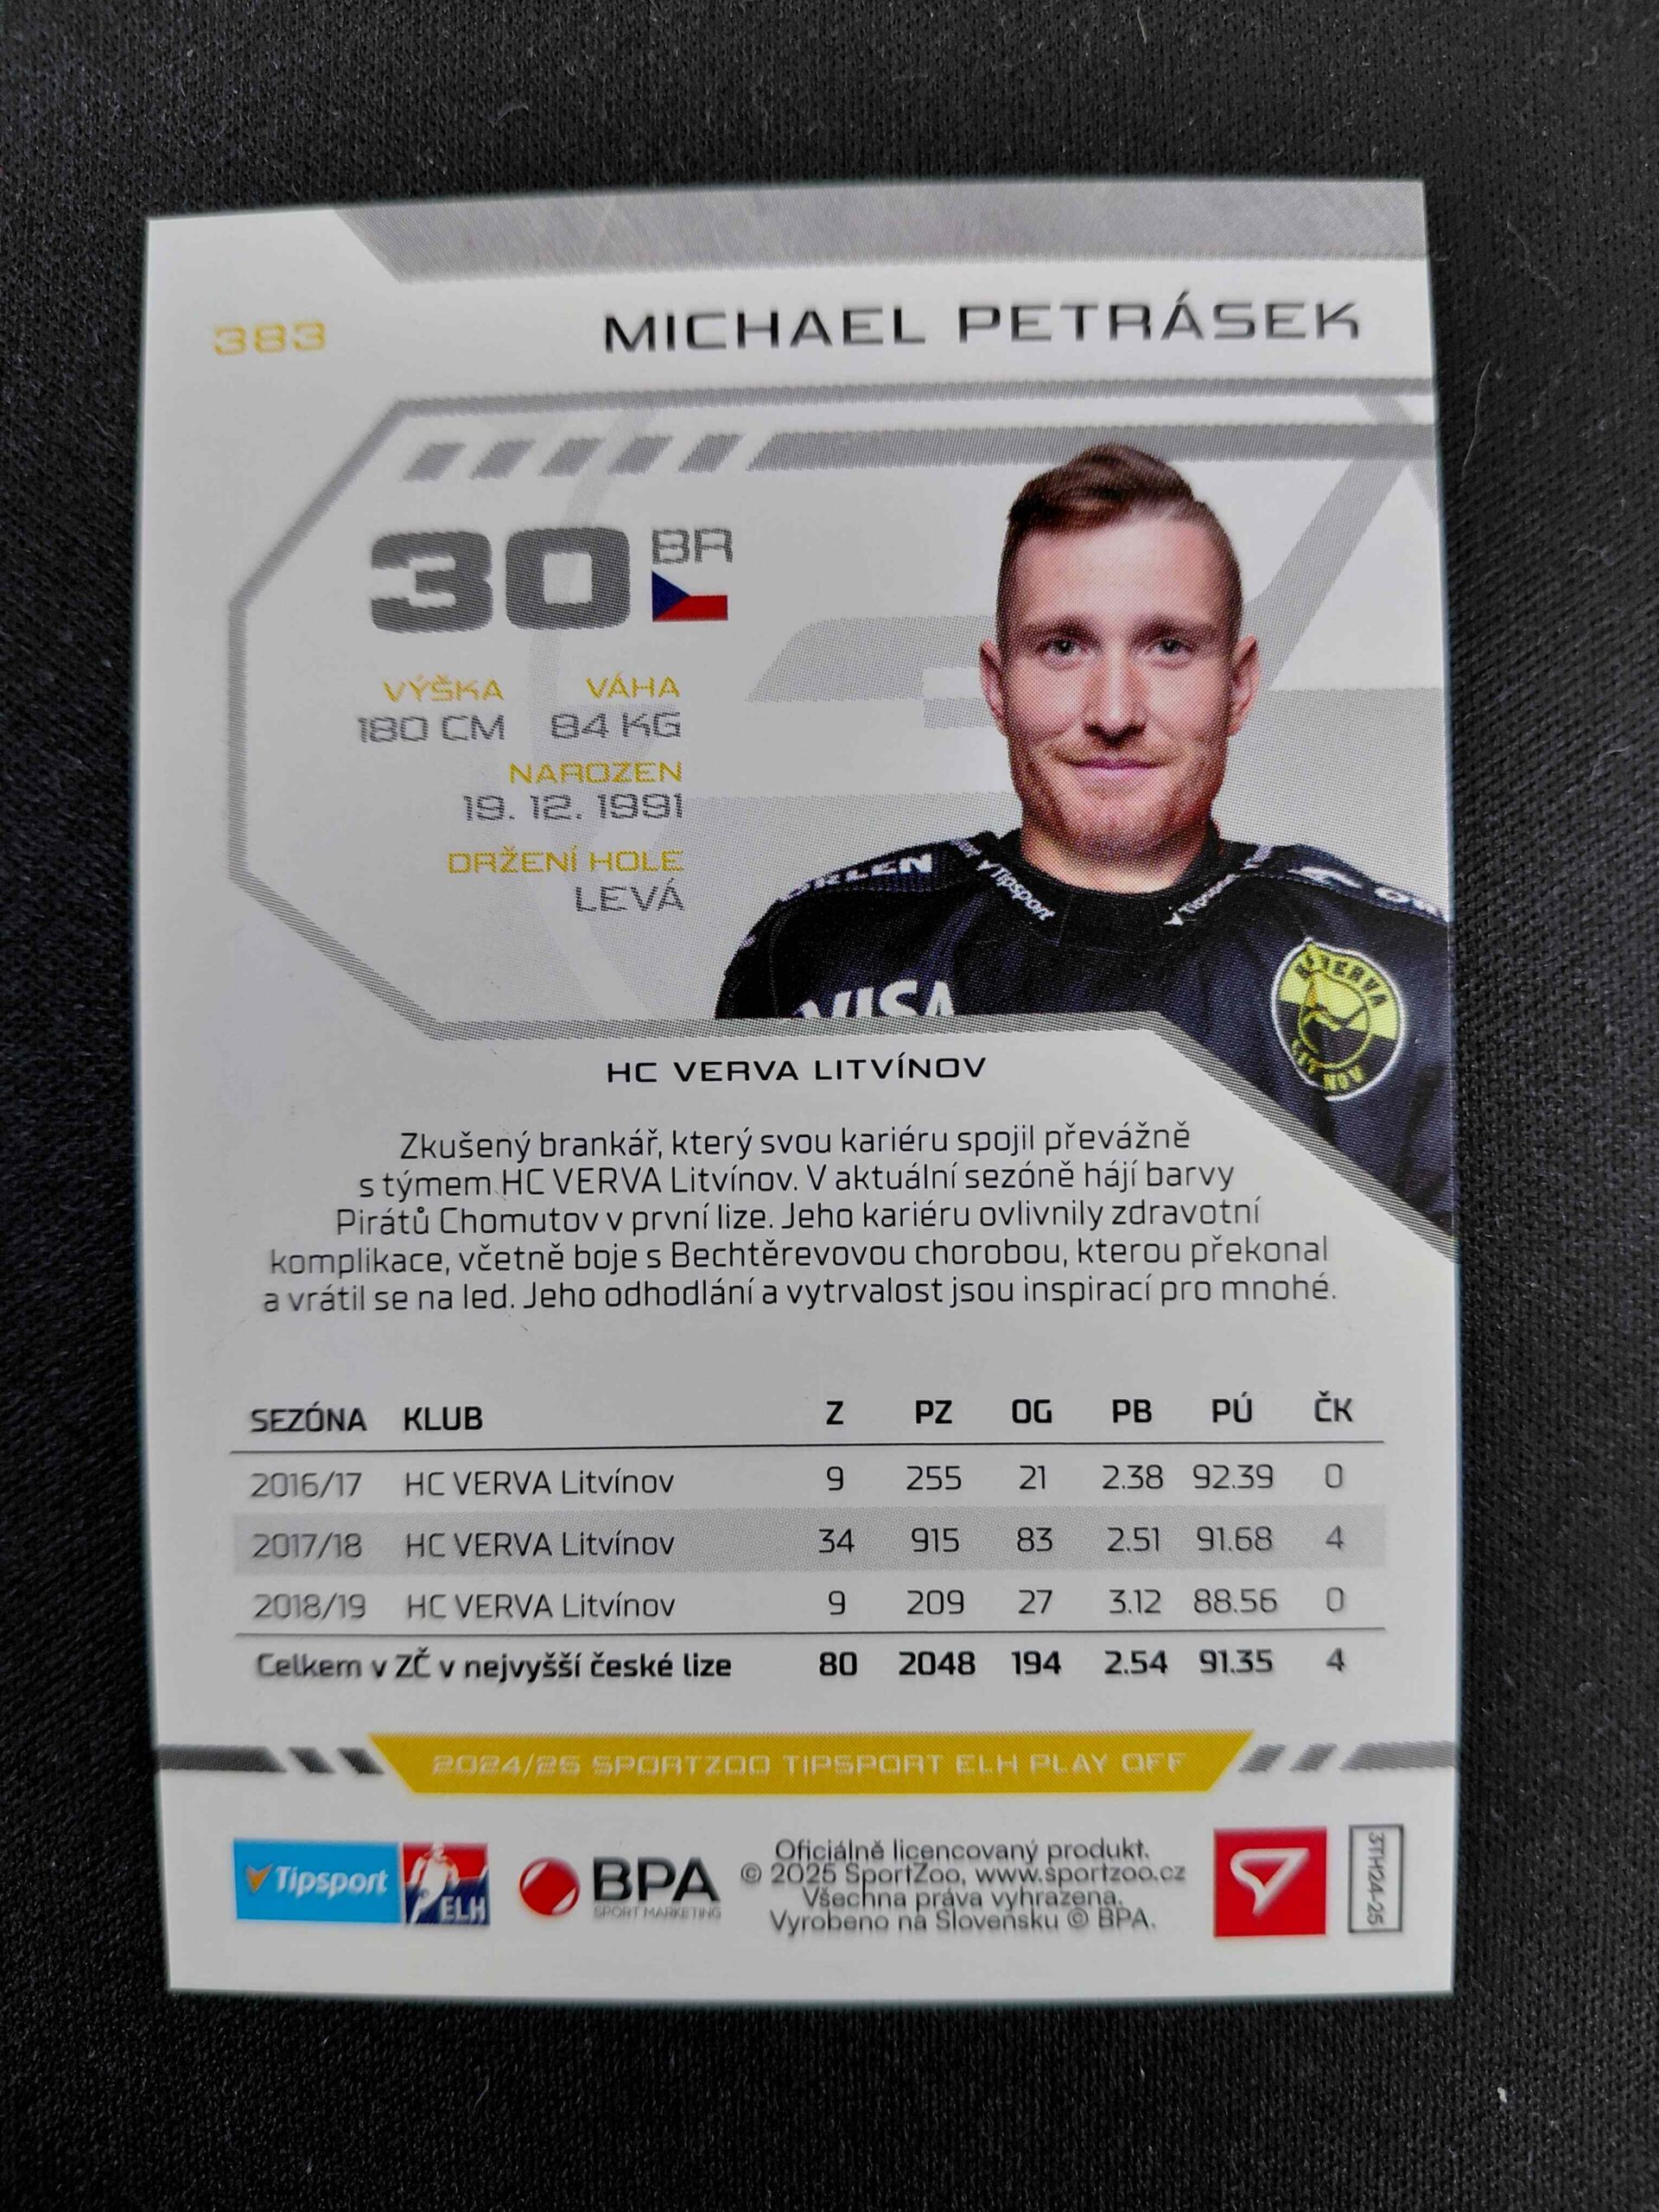 383 MICHAEL PETRÁSEK
30 BR
VÝŠKA VÁHA
180 CM 84 KG
NAROZEN
19. 12. 1991
DRŽENÍ HOLE
LEVÁ
Tipsport Tipsport
VISA
HC VERVA LITVÍNOV
Zkušený brankář, který svou kariéru spojil převážně
s týmem HC VERVA Litvínov. V aktuální sezóně hájí barvy
Pirátů Chomutov v první lize. Jeho kariéru ovlivnily zdravotní
komplikace, včetně boje s Bechtěrevovou chorobou, kterou překonal
a vrátil se na led. Jeho odhodlání a vytrvalost jsou inspirací pro mnohé.
SEZÓNA KLUB Z PZ OG PB PÚ ČK
2016/17 HC VERVA Litvínov 9 255 21 2.38 92.39 0
2017/18 HC VERVA Litvínov 34 915 83 2.51 91.68 4
2018/19 HC VERVA Litvínov 9 209 27 3.12 88.56 0
Celkem v ZČ v nejvyšší české lize 80 2048 194 2.54 91.35 4
2024/25 SPORTZOO TIPSPORT ELH PLAY OFF
Tipsport ELH
BPA
SPORT MARKETING
Oficiálně licencovaný produkt.
© 2025 SportZoo, www.sportzoo.cz
Všechna práva vyhrazena.
Vyrobeno na Slovensku © BPA.
3TH24-25